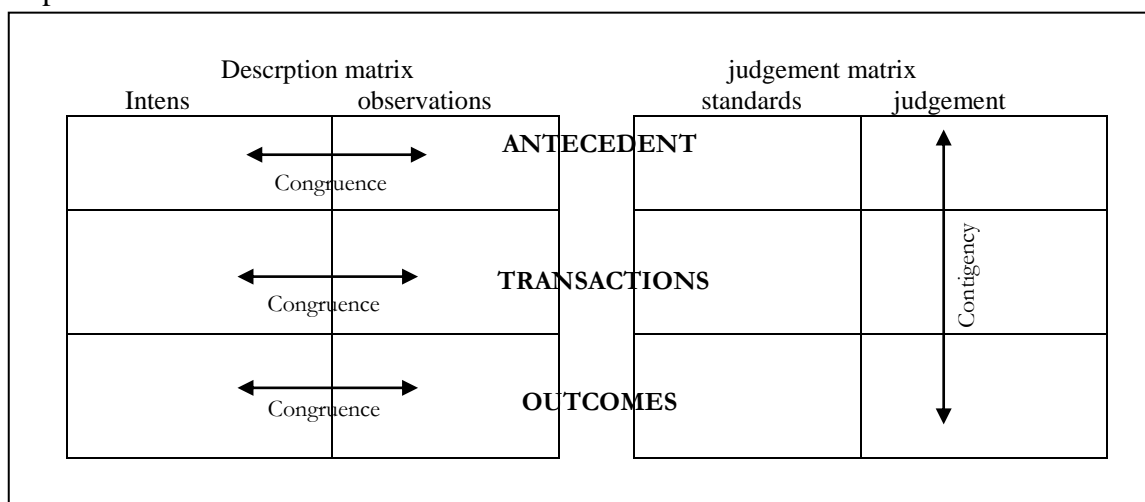 Descrption matrix judgement matrix
Intens observations standards judgement
ANTECEDENT
Congruence
Contigency
TRANSACTIONS
Congruence
OUTCOMES
Congruence